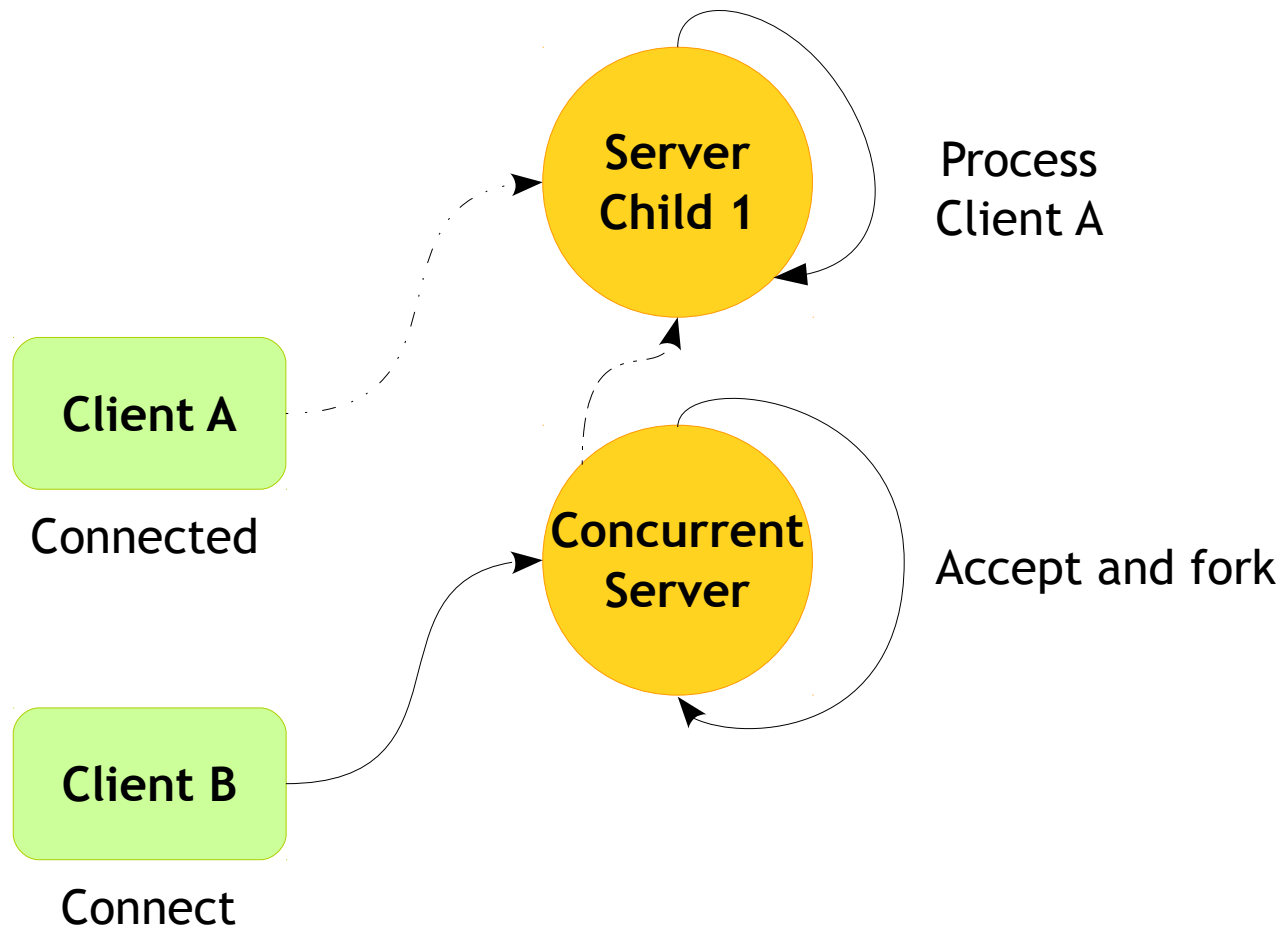 Server
Child 1
Process
Client A
Client A
Connected
Concurrent
Server
Accept and fork
Client B
Connect